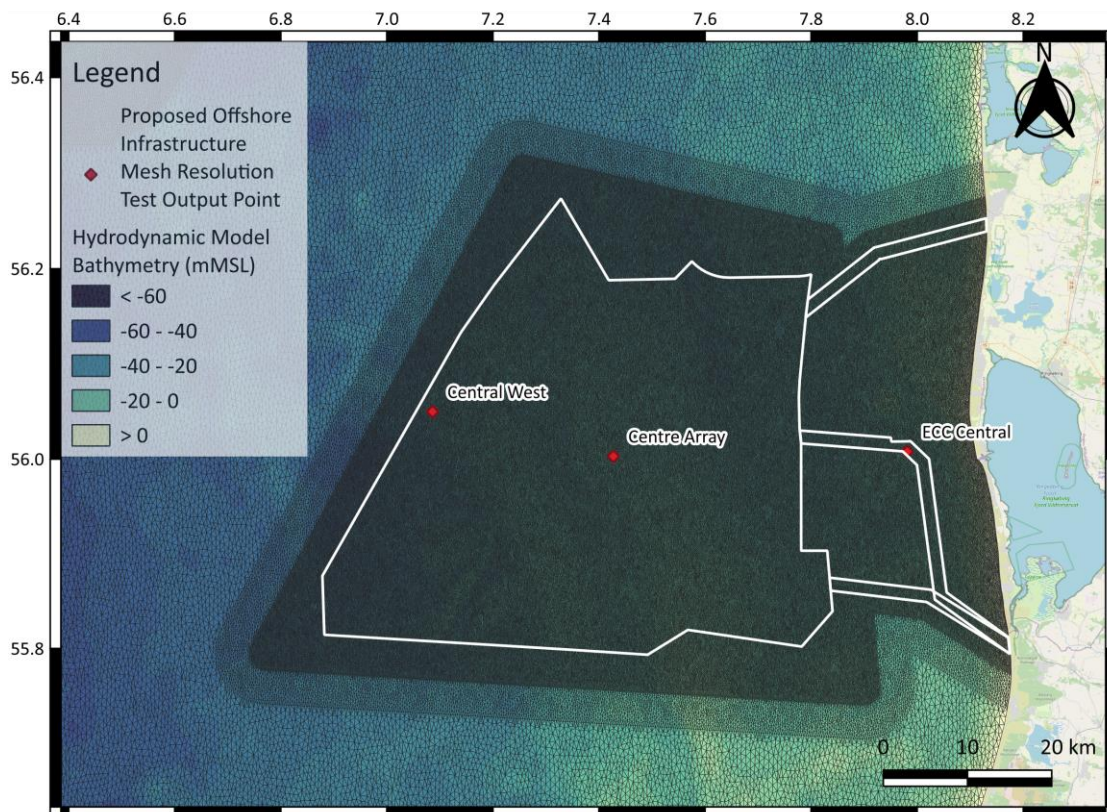 6.4 6.6 6.8 7.0 7.2 7.4 7.6 7.8 8.0 8.2
N
56.4
56.2
56.0
55.8
Legend
Proposed Offshore
Infrastructure
Mesh Resolution
Test Output Point
Hydrodynamic Model
Bathymetry (mMSL)
< -60
-60 - -40
-40 - -20
-20 - 0
> 0
Central West
Centre Array
ECC Central
0 10 20 km